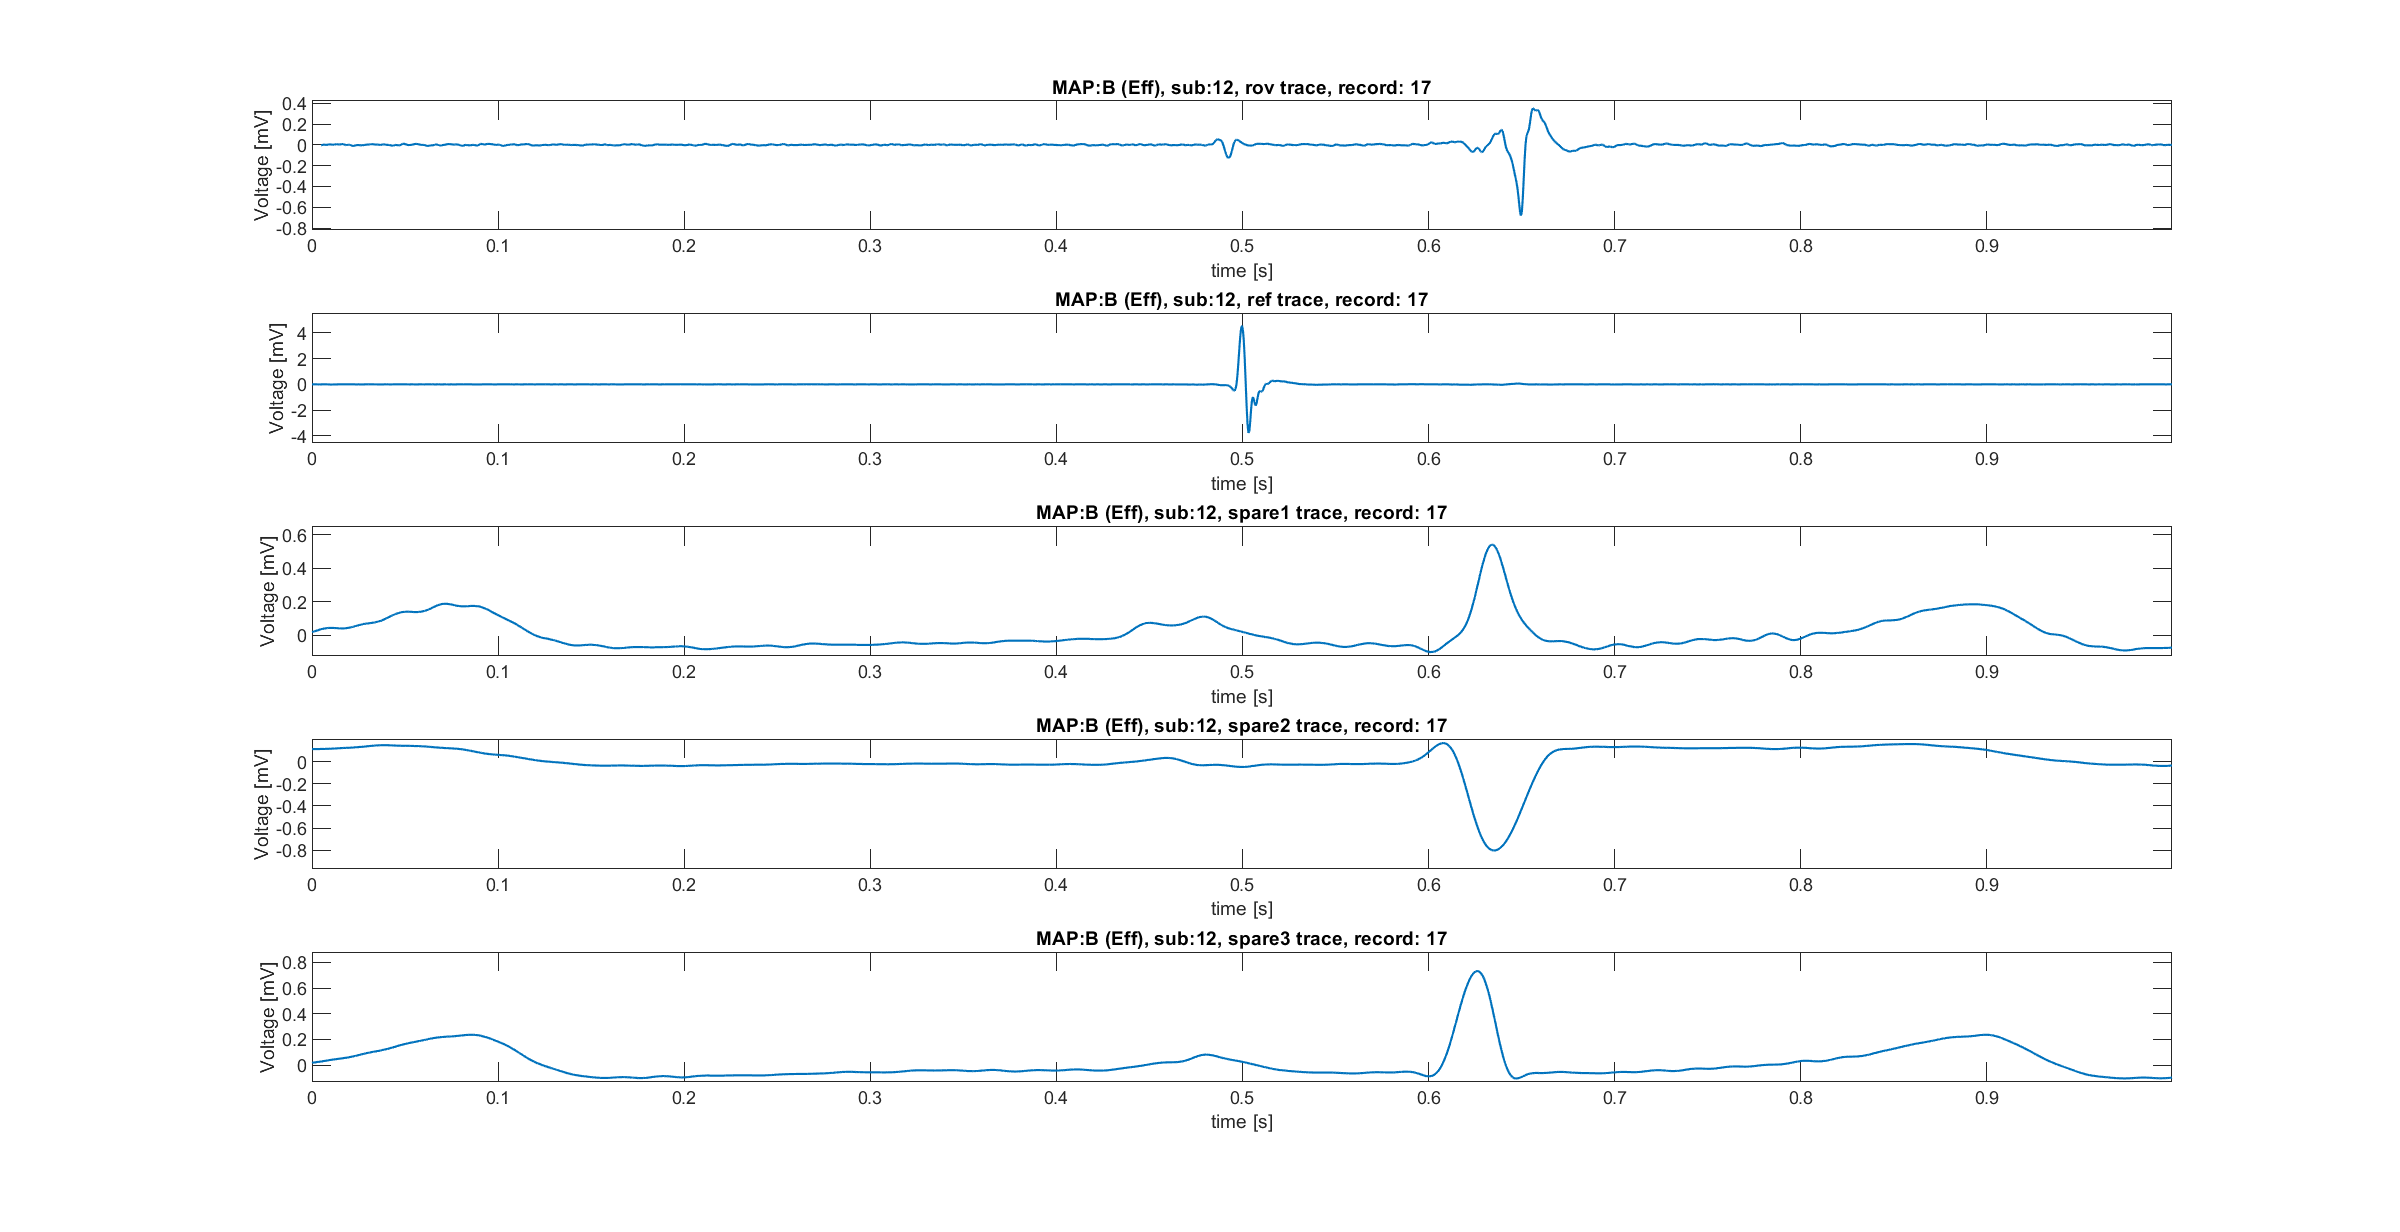 MAP:B (Eff), sub:12, rov trace, record: 17
Voltage [mV]
0.4
0.2
0
-0.2
-0.4
-0.6
-0.8
0 0.1 0.2 0.3 0.4 0.5 0.6 0.7 0.8 0.9
time [s]
MAP:B (Eff), sub:12, ref trace, record: 17
Voltage [mV]
4
2
0
-2
-4
0 0.1 0.2 0.3 0.4 0.5 0.6 0.7 0.8 0.9
time [s]
MAP:B (Eff), sub:12, spare1 trace, record: 17
Voltage [mV]
0.6
0.4
0.2
0
0 0.1 0.2 0.3 0.4 0.5 0.6 0.7 0.8 0.9
time [s]
MAP:B (Eff), sub:12, spare2 trace, record: 17
Voltage [mV]
0
-0.2
-0.4
-0.6
-0.8
0 0.1 0.2 0.3 0.4 0.5 0.6 0.7 0.8 0.9
time [s]
MAP:B (Eff), sub:12, spare3 trace, record: 17
Voltage [mV]
0.8
0.6
0.4
0.2
0
0 0.1 0.2 0.3 0.4 0.5 0.6 0.7 0.8 0.9
time [s]